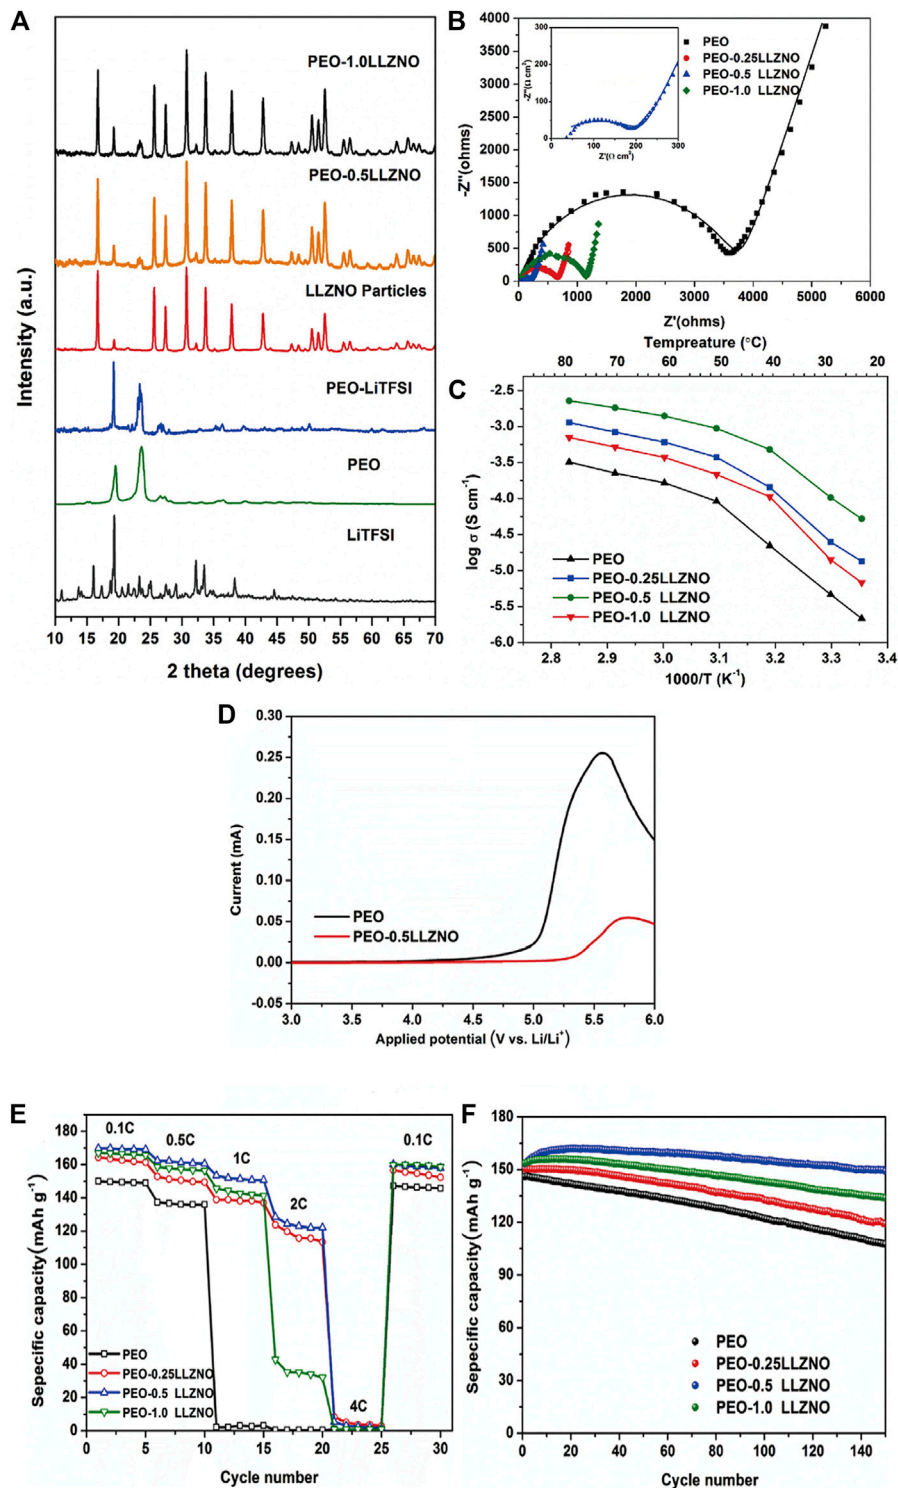 A
PEO-1.0LLZNO
PEO-0.5LLZNO
LLZNO Particles
PEO-LiTFSI
PEO
LiTFSI
Intensity (a.u.)
10 15 20 25 30 35 40 45 50 55 60 65 70
2 theta (degrees)
B
-Z''(ohms)
4000
3500
3000
2500
2000
1500
1000
500
0
-Z''(Ω cm²)
200
100
0
0 100 200 300
Z'(Ω cm²)
PEO
PEO-0.25LLZNO
PEO-0.5 LLZNO
PEO-1.0 LLZNO
0 1000 2000 3000 4000 5000 6000
Z'(ohms)
Tempreature (°C)
80 70 60 50 40 30 20
C
log σ (S cm⁻¹)
-2.5
-3.0
-3.5
-4.0
-4.5
-5.0
-5.5
-6.0
PEO
PEO-0.25LLZNO
PEO-0.5 LLZNO
PEO-1.0 LLZNO
2.8 2.9 3.0 3.1 3.2 3.3 3.4
1000/T (K⁻¹)
D
Current (mA)
0.30
0.25
0.20
0.15
0.10
0.05
0.00
-0.05
PEO
PEO-0.5LLZNO
3.0 3.5 4.0 4.5 5.0 5.5 6.0
Applied potential (V vs. Li/Li⁺)
E
Sepecific capacity (mAh g⁻¹)
180
160
140
120
100
80
60
40
20
0
0.1C
0.5C
1C
2C
4C
0.1C
PEO
PEO-0.25LLZNO
PEO-0.5 LLZNO
PEO-1.0 LLZNO
0 5 10 15 20 25 30
Cycle number
F
Sepecific capacity (mAh g⁻¹)
180
150
120
90
60
30
0
PEO
PEO-0.25LLZNO
PEO-0.5 LLZNO
PEO-1.0 LLZNO
0 20 40 60 80 100 120 140
Cycle number